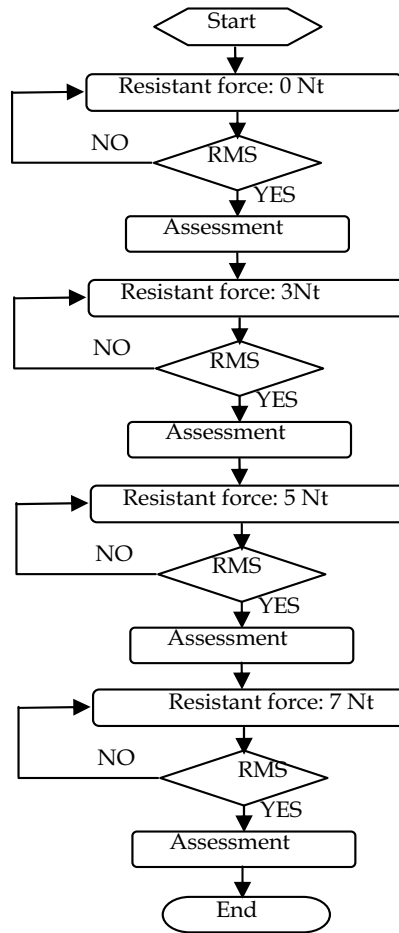 Start
Resistant force: 0 Nt
RMS
NO
YES
Assessment
Resistant force: 3Nt
NO
RMS
YES
Assessment
Resistant force: 5 Nt
NO
RMS
YES
Assessment
Resistant force: 7 Nt
NO
RMS
YES
Assessment
End